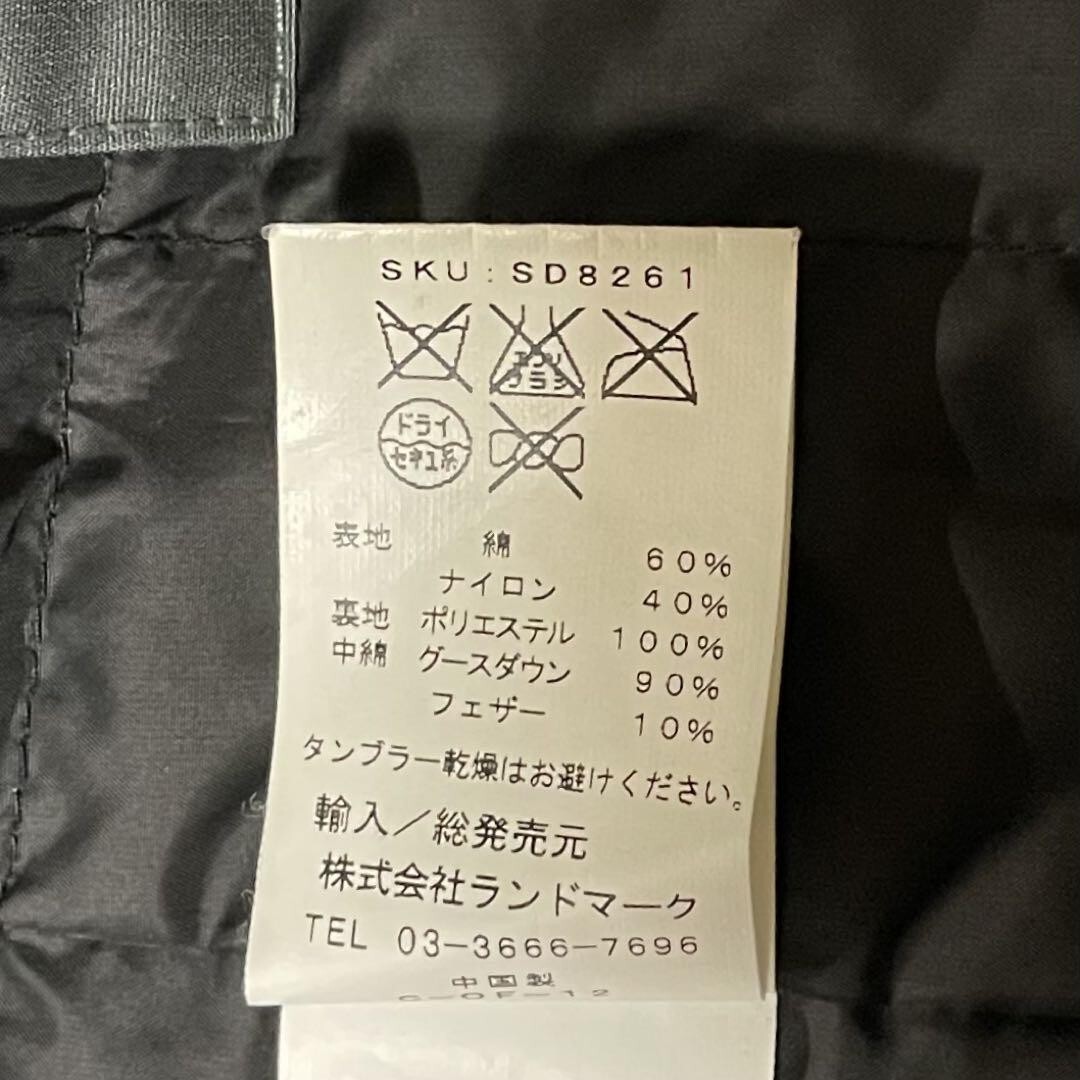 SKU:SD8261
エンソ
フラシ
ドライ
セキユ系
表地 綿 60%
ナイロン 40%
裏地 ポリエステル 100%
中綿 グースダウン 90%
フェザー 10%
タンブラー乾燥はお避けください。
輸入/総発売元
株式会社ランドマーク
TEL 03-3666-7696
中国製